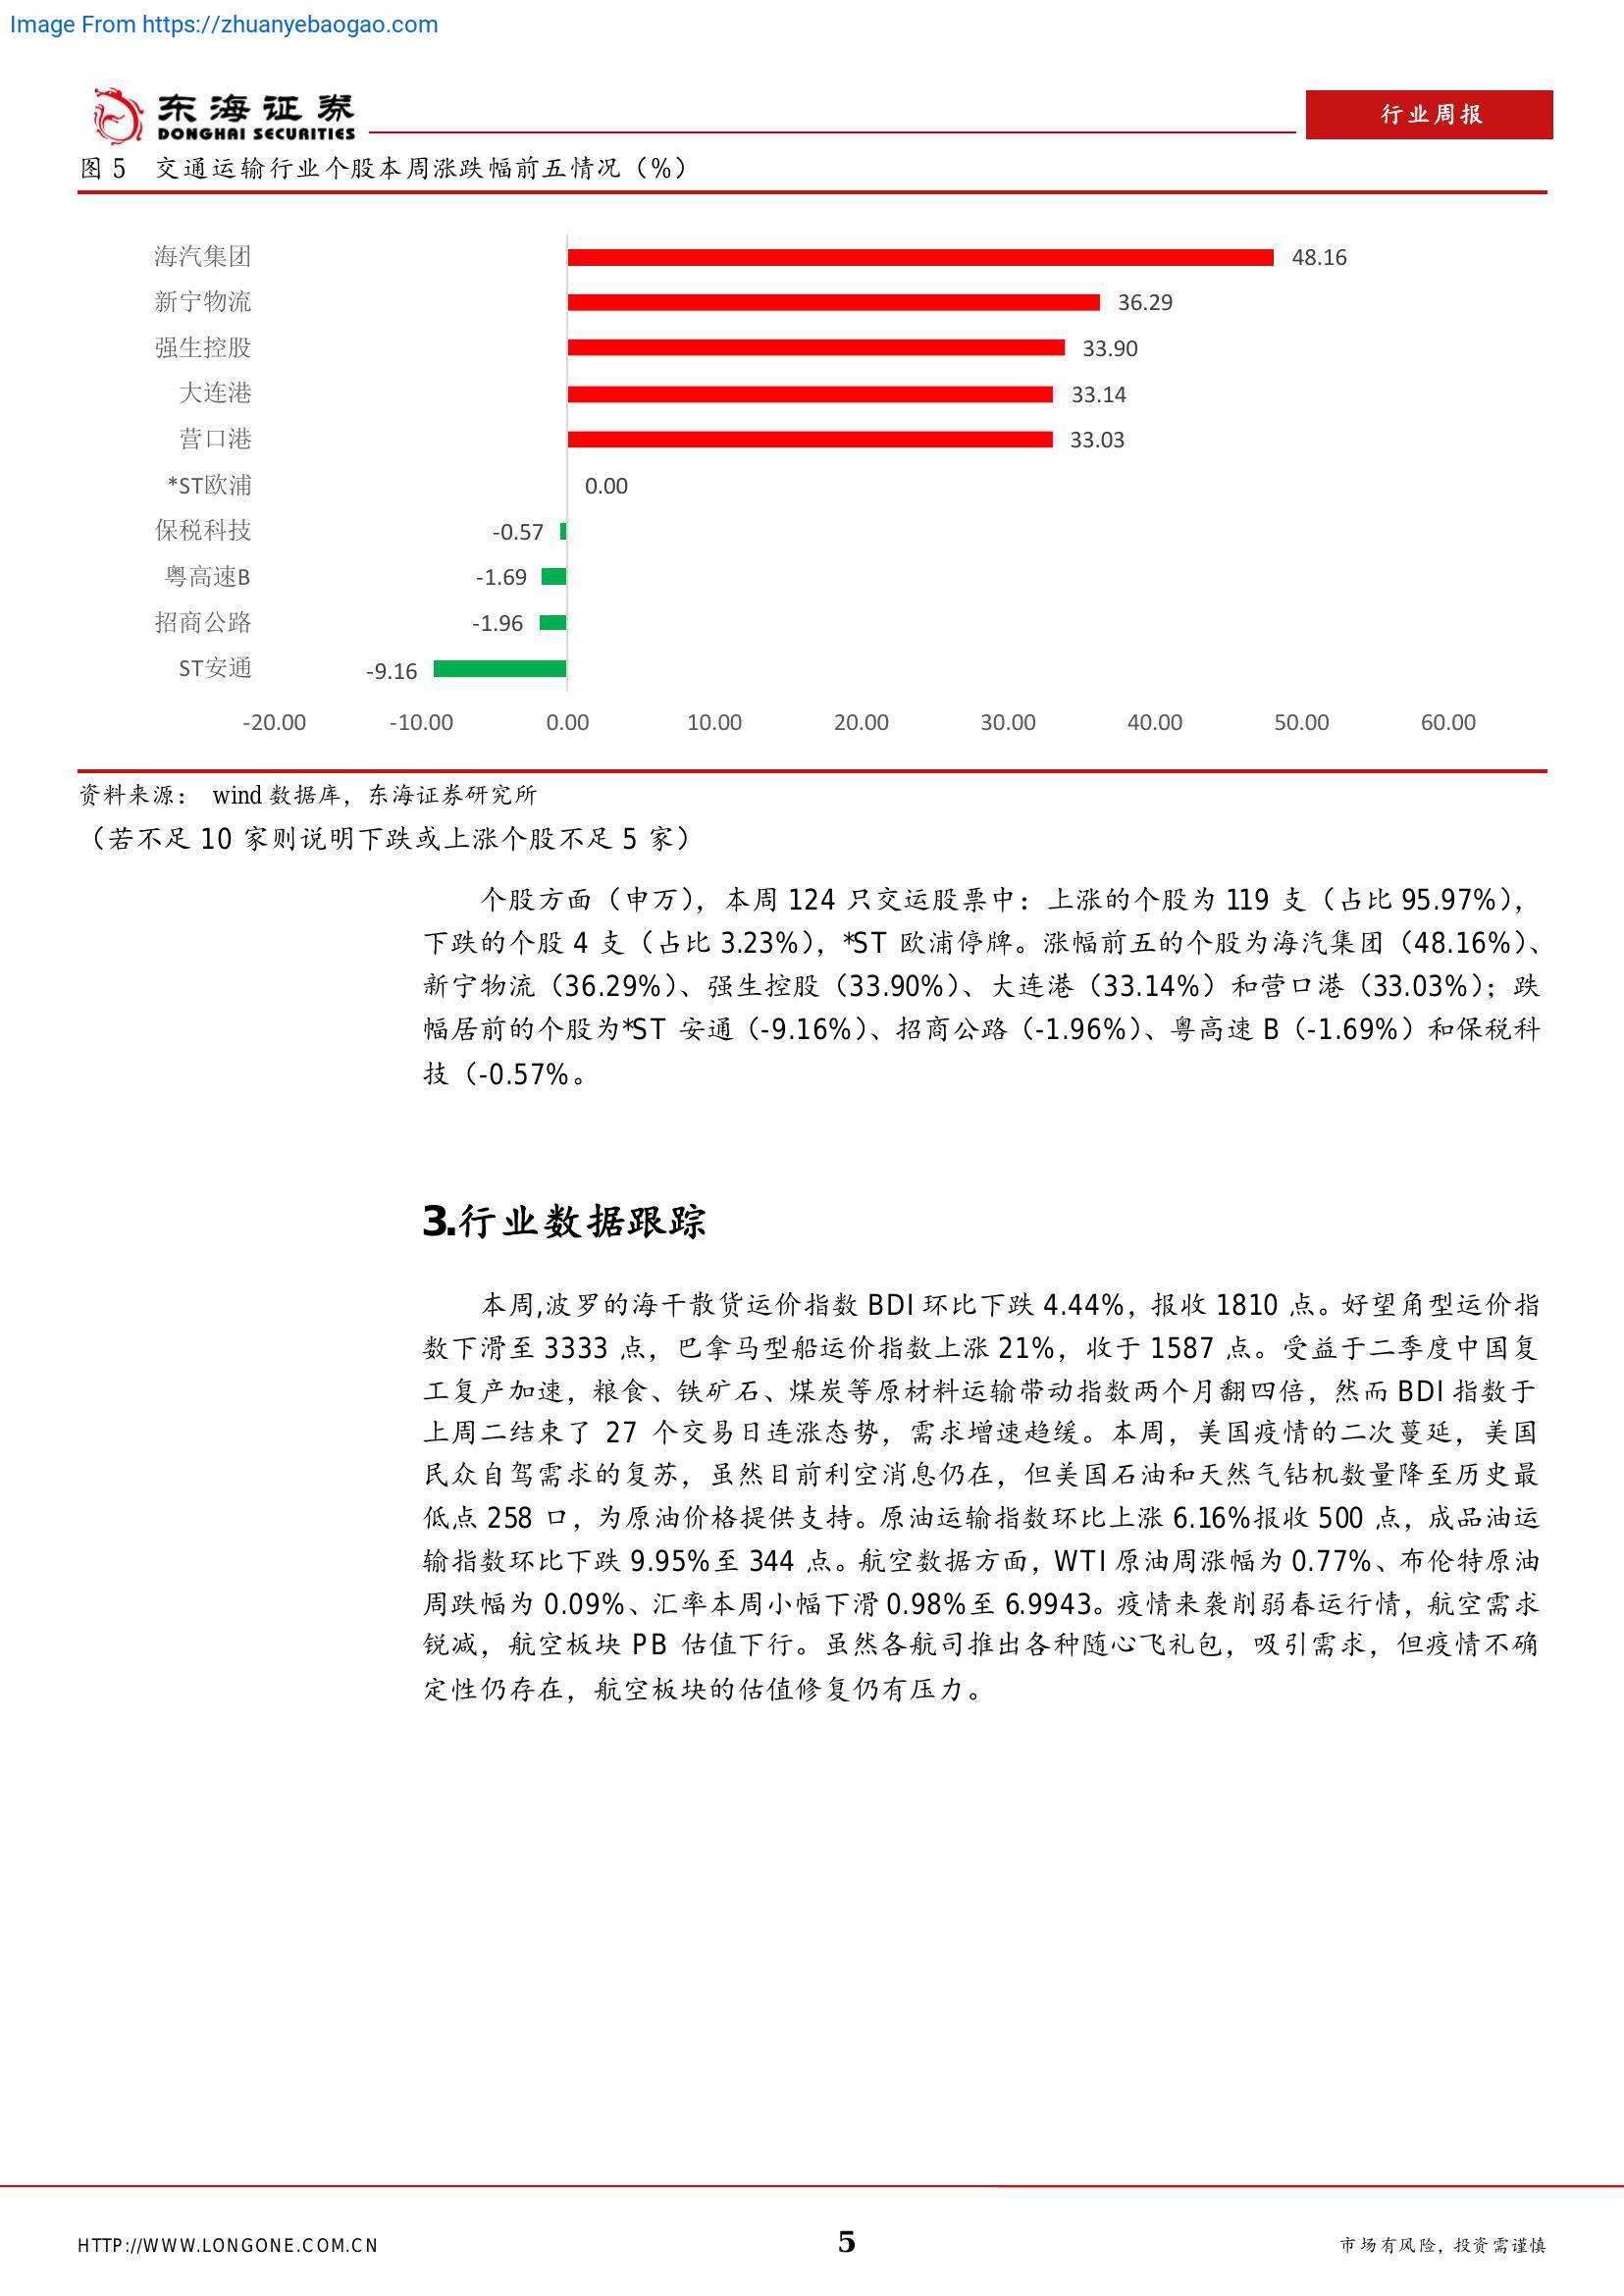 Image From https://zhuanyebaogao.com
东海证券
DONGHAI SECURITIES
行业周报
图 5 交通运输行业个股本周涨跌幅前五情况（%）
海汽集团 48.16
新宁物流 36.29
强生控股 33.90
大连港 33.14
营口港 33.03
*ST欧浦 0.00
保税科技 -0.57
粤高速B -1.69
招商公路 -1.96
ST安通 -9.16
-20.00 -10.00 0.00 10.00 20.00 30.00 40.00 50.00 60.00
资料来源： wind 数据库，东海证券研究所
（若不足 10 家则说明下跌或上涨个股不足 5 家）
个股方面（申万），本周 124 只交运股票中：上涨的个股为 119 支（占比 95.97%），
下跌的个股 4 支（占比 3.23%），*ST 欧浦停牌。涨幅前五的个股为海汽集团（48.16%）、
新宁物流（36.29%）、强生控股（33.90%）、大连港（33.14%）和营口港（33.03%）；跌
幅居前的个股为*ST 安通（-9.16%）、招商公路（-1.96%）、粤高速 B（-1.69%）和保税科
技（-0.57%。
3.行业数据跟踪
本周,波罗的海干散货运价指数 BDI 环比下跌 4.44%，报收 1810 点。好望角型运价指
数下滑至 3333 点，巴拿马型船运价指数上涨 21%，收于 1587 点。受益于二季度中国复
工复产加速，粮食、铁矿石、煤炭等原材料运输带动指数两个月翻四倍，然而 BDI 指数于
上周二结束了 27 个交易日连涨态势，需求增速趋缓。本周，美国疫情的二次蔓延，美国
民众自驾需求的复苏，虽然目前利空消息仍在，但美国石油和天然气钻机数量降至历史最
低点 258 口，为原油价格提供支持。原油运输指数环比上涨 6.16%报收 500 点，成品油运
输指数环比下跌 9.95%至 344 点。航空数据方面，WTI 原油周涨幅为 0.77%、布伦特原油
周跌幅为 0.09%、汇率本周小幅下滑 0.98%至 6.9943。疫情来袭削弱春运行情，航空需求
锐减，航空板块 PB 估值下行。虽然各航司推出各种随心飞礼包，吸引需求，但疫情不确
定性仍存在，航空板块的估值修复仍有压力。
HTTP://WWW.LONGONE.COM.CN
5
市场有风险，投资需谨慎